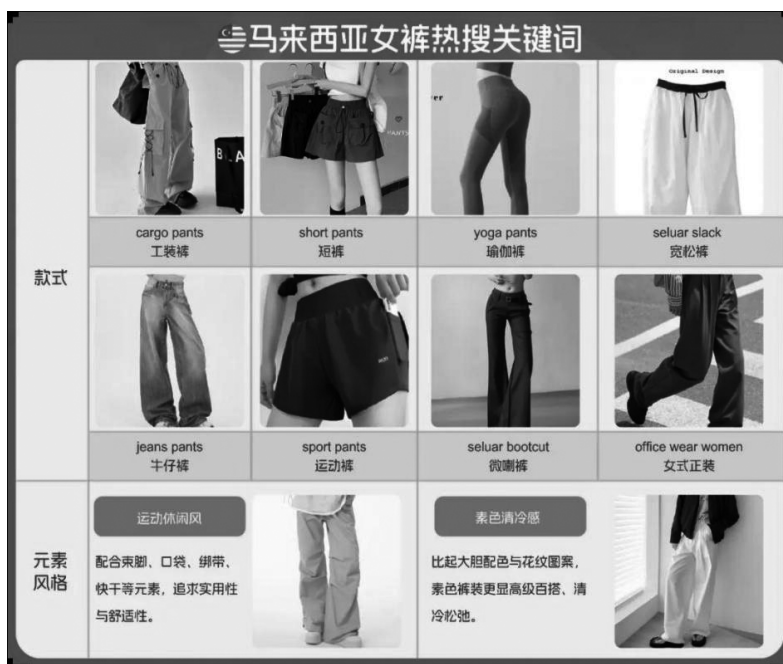 马来西亚女裤热搜关键词
Original Design
BLA
PANTS
cargo pants
工装裤
short pants
短裤
yoga pants
瑜伽裤
seluar slack
宽松裤
款式
jeans pants
牛仔裤
sport pants
运动裤
seluar bootcut
微喇裤
office wear women
女式正装
元素
风格
运动休闲风
配合束脚、口袋、绑带、
快干等元素，追求实用性
与舒适性。
素色清冷感
比起大胆配色与花纹图案，
素色裤装更显高级百搭、清
冷松弛。